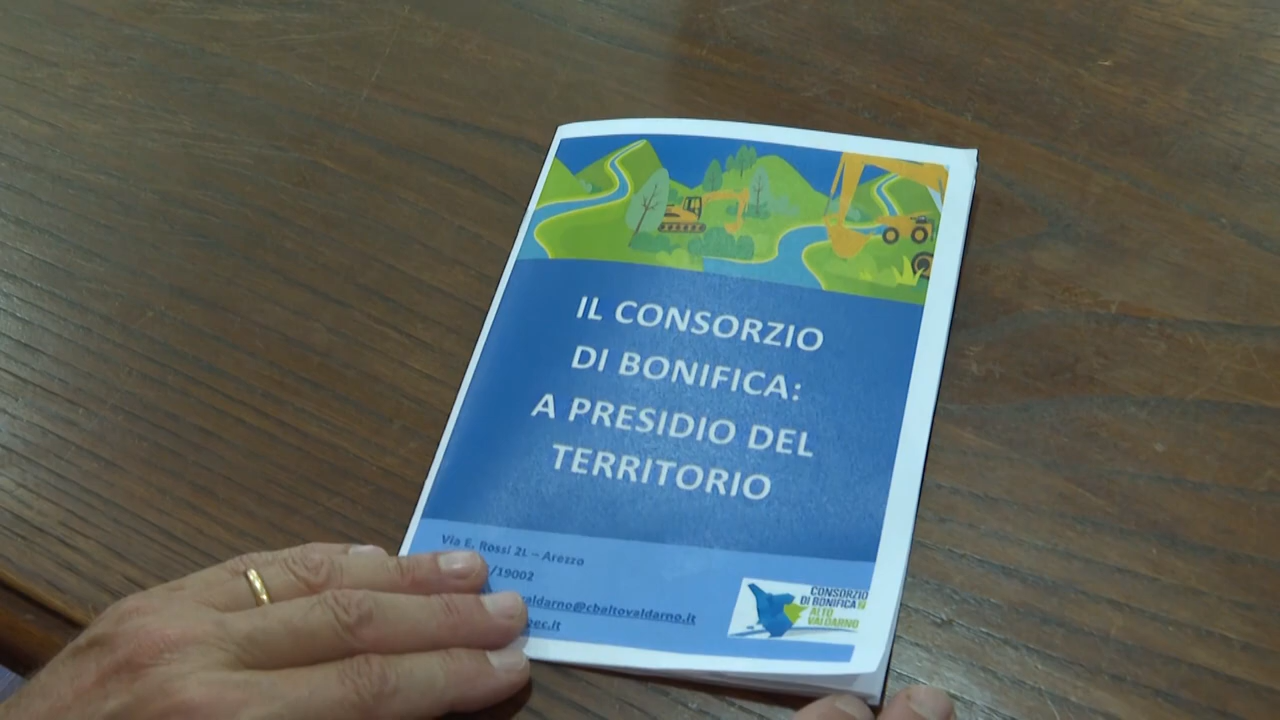 IL CONSORZIO
DI BONIFICA:
A PRESIDIO DEL
TERRITORIO
Via E. Rossi 2L – Arezzo
/19002
valdarno@cbaltovaldarno.it
pec.it
CONSORZIO
DI BONIFICA 2
ALTO
VALDARNO